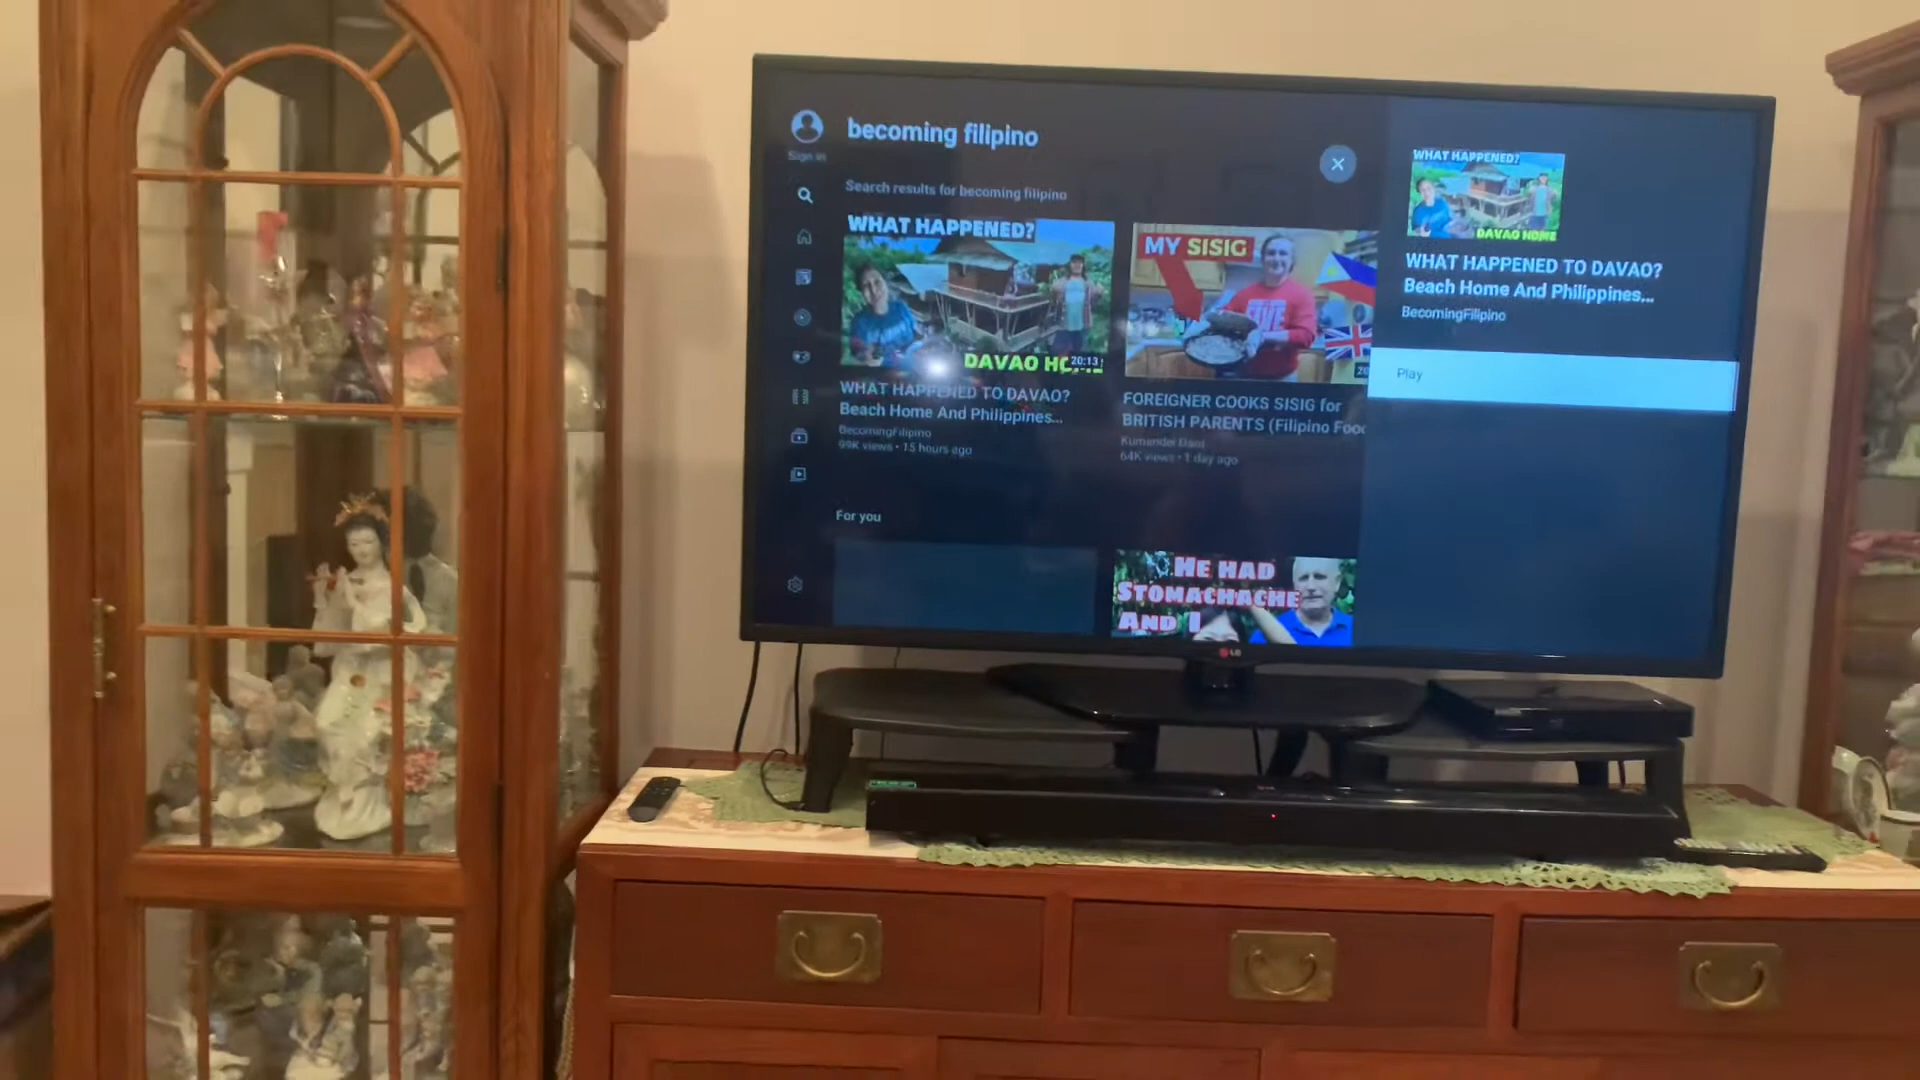 becoming filipino
Sign in
Search results for becoming filipino
WHAT HAPPENED?
DAVAO HO
20:13
WHAT HAPPENED TO DAVAO?
Beach Home And Philippines...
BecomingFilipino
99K views • 15 hours ago
MY SISIG
20
FOREIGNER COOKS SISIG for
BRITISH PARENTS (Filipino Foo
64K views • 1 day ago
For you
HE HAD
STOMACHACHE
AND I
WHAT HAPPENED?
DAVAO HOME
WHAT HAPPENED TO DAVAO?
Beach Home And Philippines...
BecomingFilipino
Play
LG